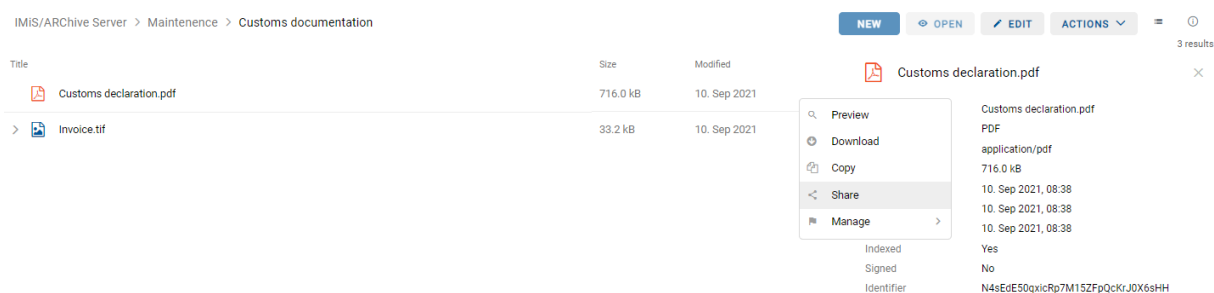 IMiS/ARChive Server > Maintenence > Customs documentation
NEW OPEN EDIT ACTIONS
3 results
Title Size Modified
Customs declaration.pdf 716.0 kB 10. Sep 2021
Invoice.tif 33.2 kB 10. Sep 2021
Customs declaration.pdf
Preview
Download
Copy
Share
Manage
Customs declaration.pdf
PDF
application/pdf
716.0 kB
10. Sep 2021, 08:38
10. Sep 2021, 08:38
10. Sep 2021, 08:38
Indexed Yes
Signed No
Identifier N4sEdE50qxicRp7M15ZFpQcKrJ0X6sHH